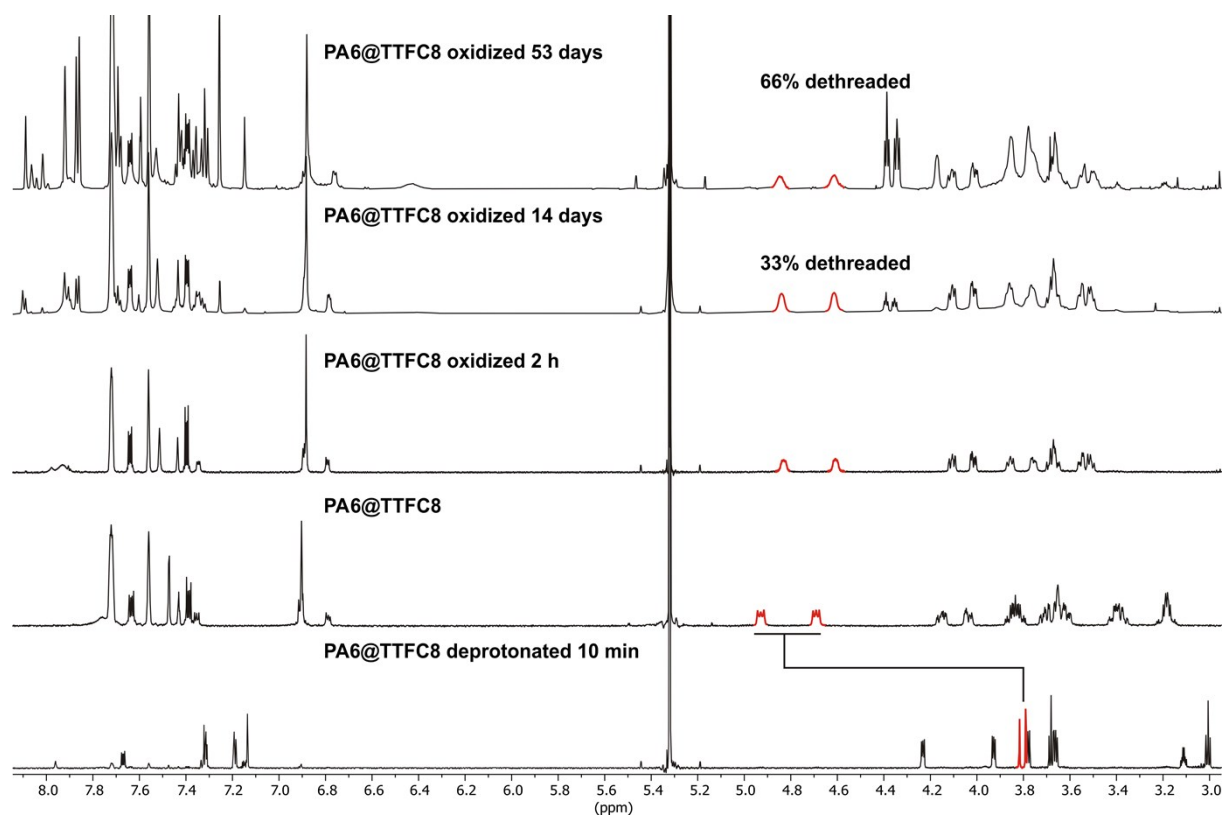 PA6@TTFC8 oxidized 53 days
66% dethreaded
PA6@TTFC8 oxidized 14 days
33% dethreaded
PA6@TTFC8 oxidized 2 h
PA6@TTFC8
PA6@TTFC8 deprotonated 10 min
8.0 7.8 7.6 7.4 7.2 7.0 6.8 6.6 6.4 6.2 6.0 5.8 5.6 5.4 5.2 5.0 4.8 4.6 4.4 4.2 4.0 3.8 3.6 3.4 3.2 3.0
(ppm)